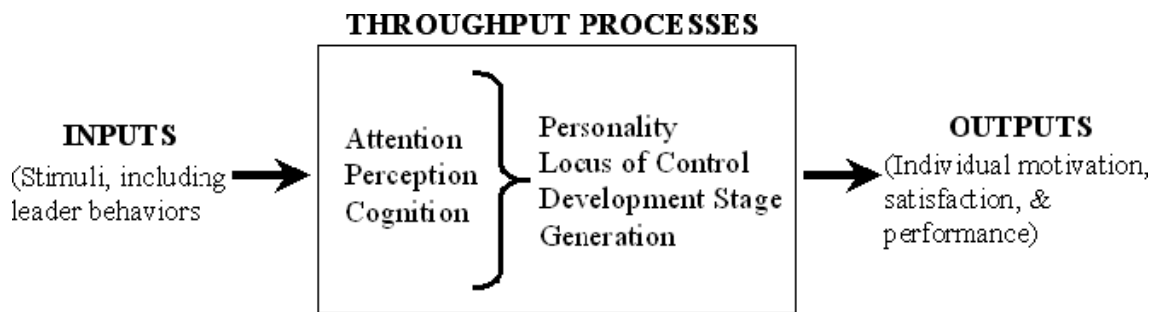 THROUGHPUT PROCESSES
INPUTS
(Stimuli, including
leader behaviors
Attention
Perception
Cognition
Personality
Locus of Control
Development Stage
Generation
OUTPUTS
(Individual motivation,
satisfaction, &
performance)